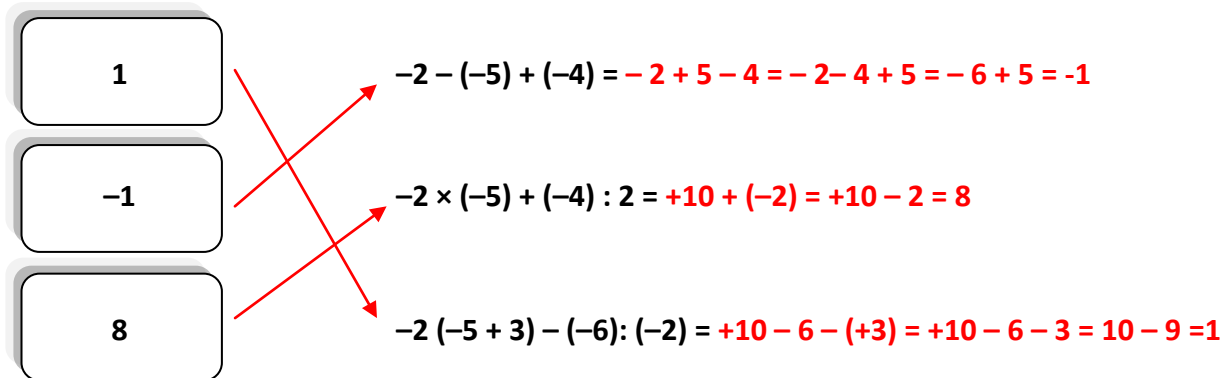 1
–2 – (–5) + (–4) = – 2 + 5 – 4 = – 2– 4 + 5 = – 6 + 5 = -1
–1
–2 × (–5) + (–4) : 2 = +10 + (–2) = +10 – 2 = 8
8
–2 (–5 + 3) – (–6): (–2) = +10 – 6 – (+3) = +10 – 6 – 3 = 10 – 9 =1